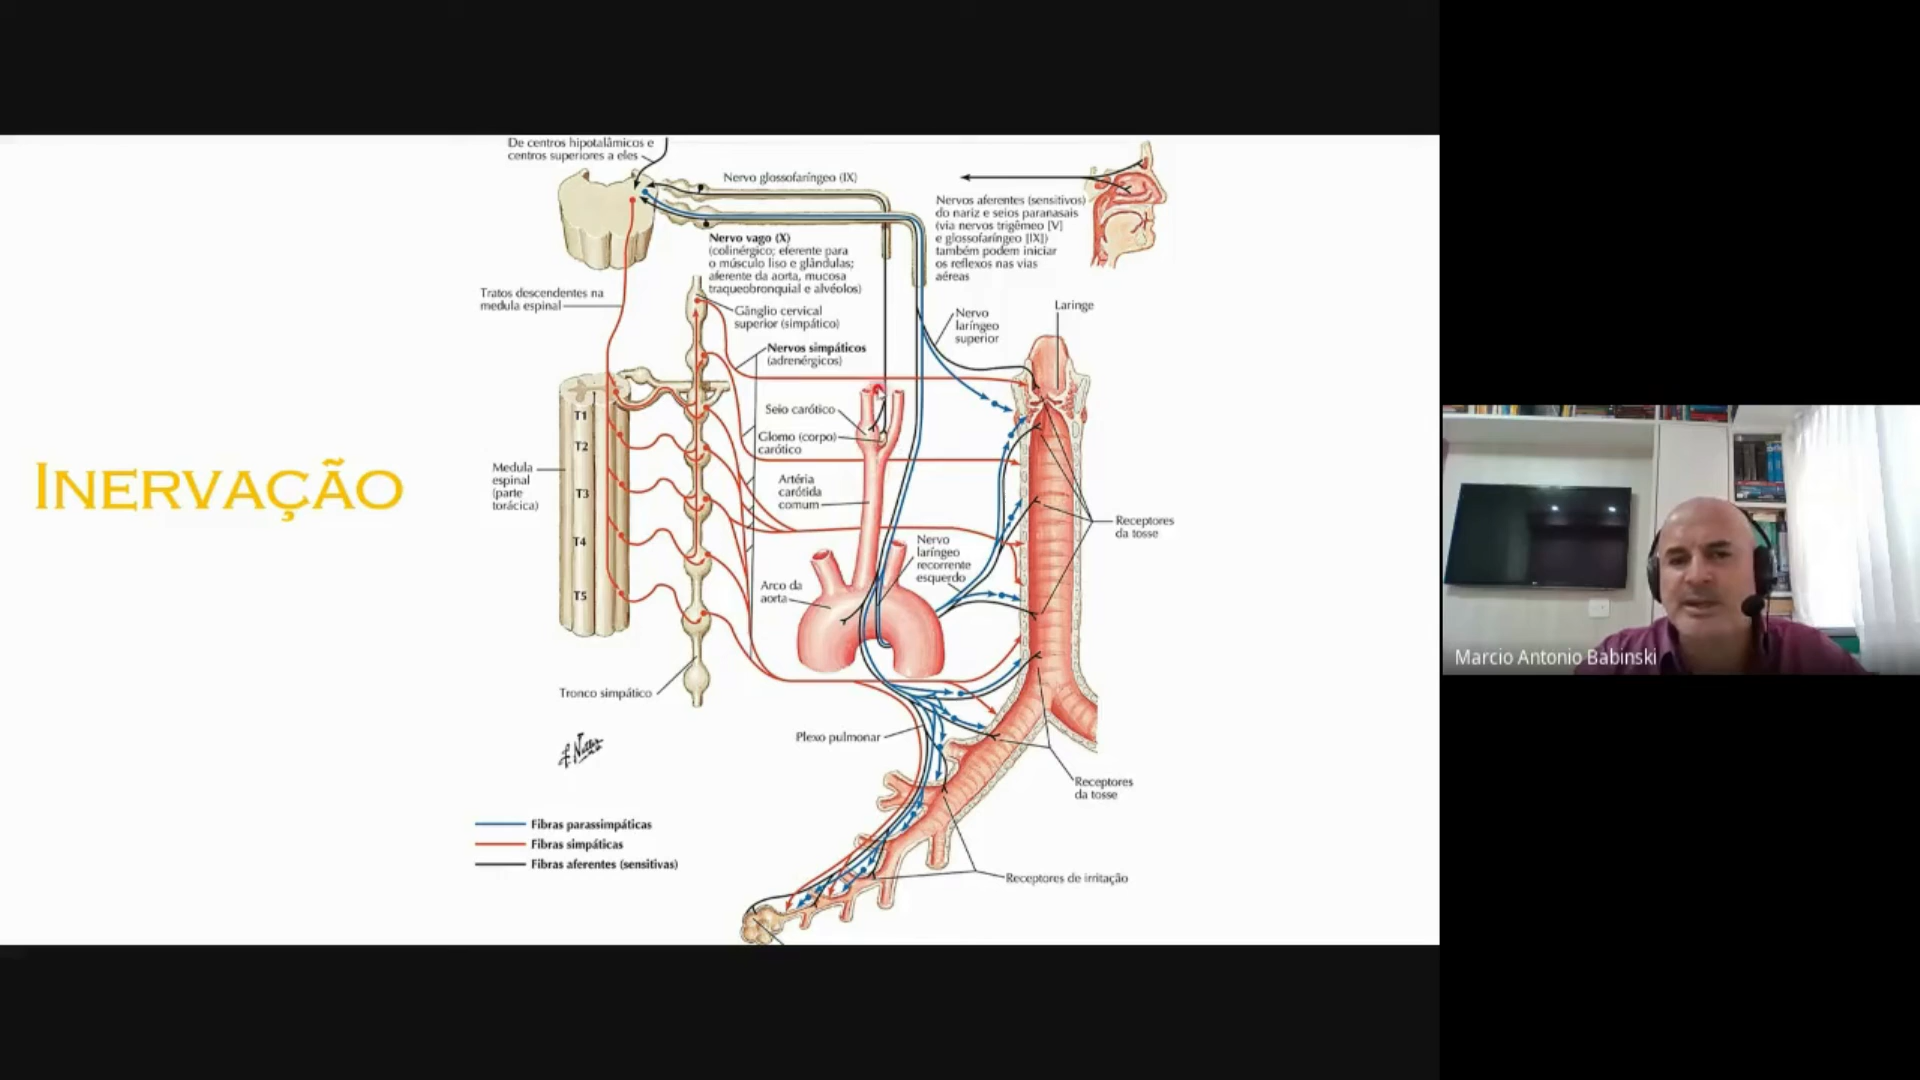 INERVAÇÃO
De centros hipotalâmicos e
centros superiores a eles
Nervo glossofaríngeo (IX)
Nervos aferentes (sensitivos)
do nariz e seios paranasais
(via nervos trigêmeo [V]
e glossofaríngeo [IX])
também podem iniciar
os reflexos nas vias
aéreas
Nervo vago (X)
(colinérgico; eferente para
o músculo liso e glândulas;
aferente da aorta, mucosa
traqueobronquial e alvéolos)
Tratos descendentes na
medula espinal
Gânglio cervical
superior (simpático)
Nervo
laríngeo
superior
Laringe
Nervos simpáticos
(adrenérgicos)
T1
T2
T3
T4
T5
Seio carótico
Glomo (corpo)
carótico
Medula
espinal
(parte
torácica)
Artéria
carótida
comum
Receptores
da tosse
Nervo
laríngeo
recorrente
esquerdo
Arco da
aorta
Tronco simpático
Plexo pulmonar
Receptores
da tosse
Fibras parassimpáticas
Fibras simpáticas
Fibras aferentes (sensitivas)
Receptores de irritação
Marcio Antonio Babinski